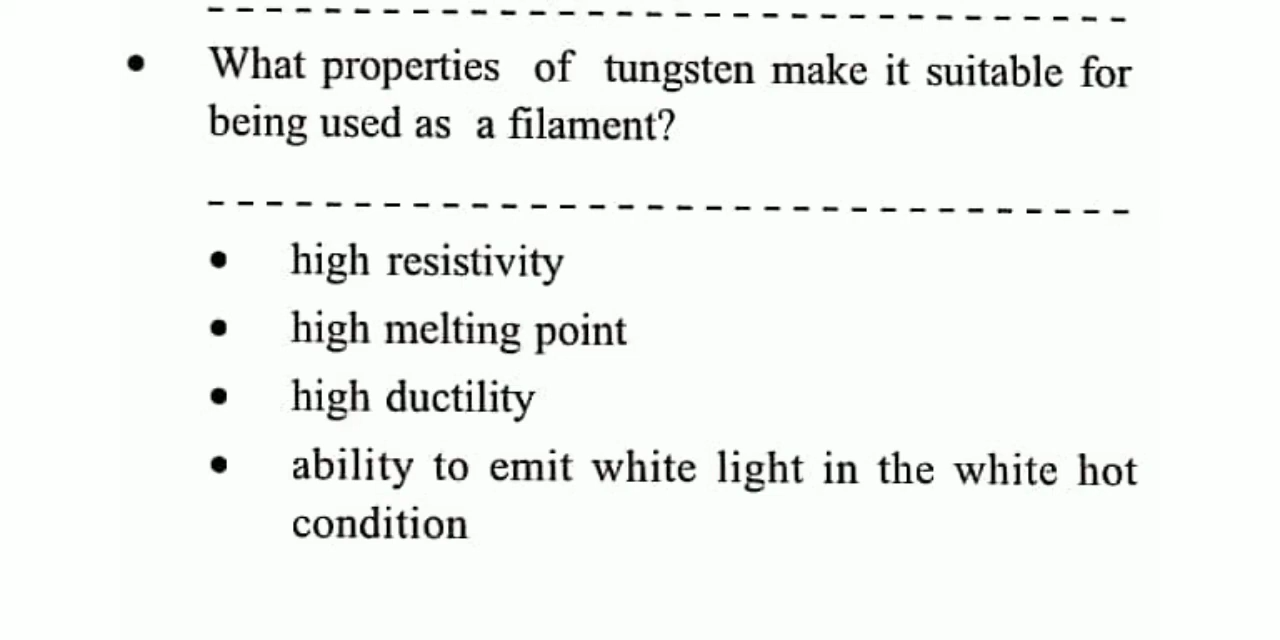 • What properties of tungsten make it suitable for
being used as a filament?
• high resistivity
• high melting point
• high ductility
• ability to emit white light in the white hot
condition